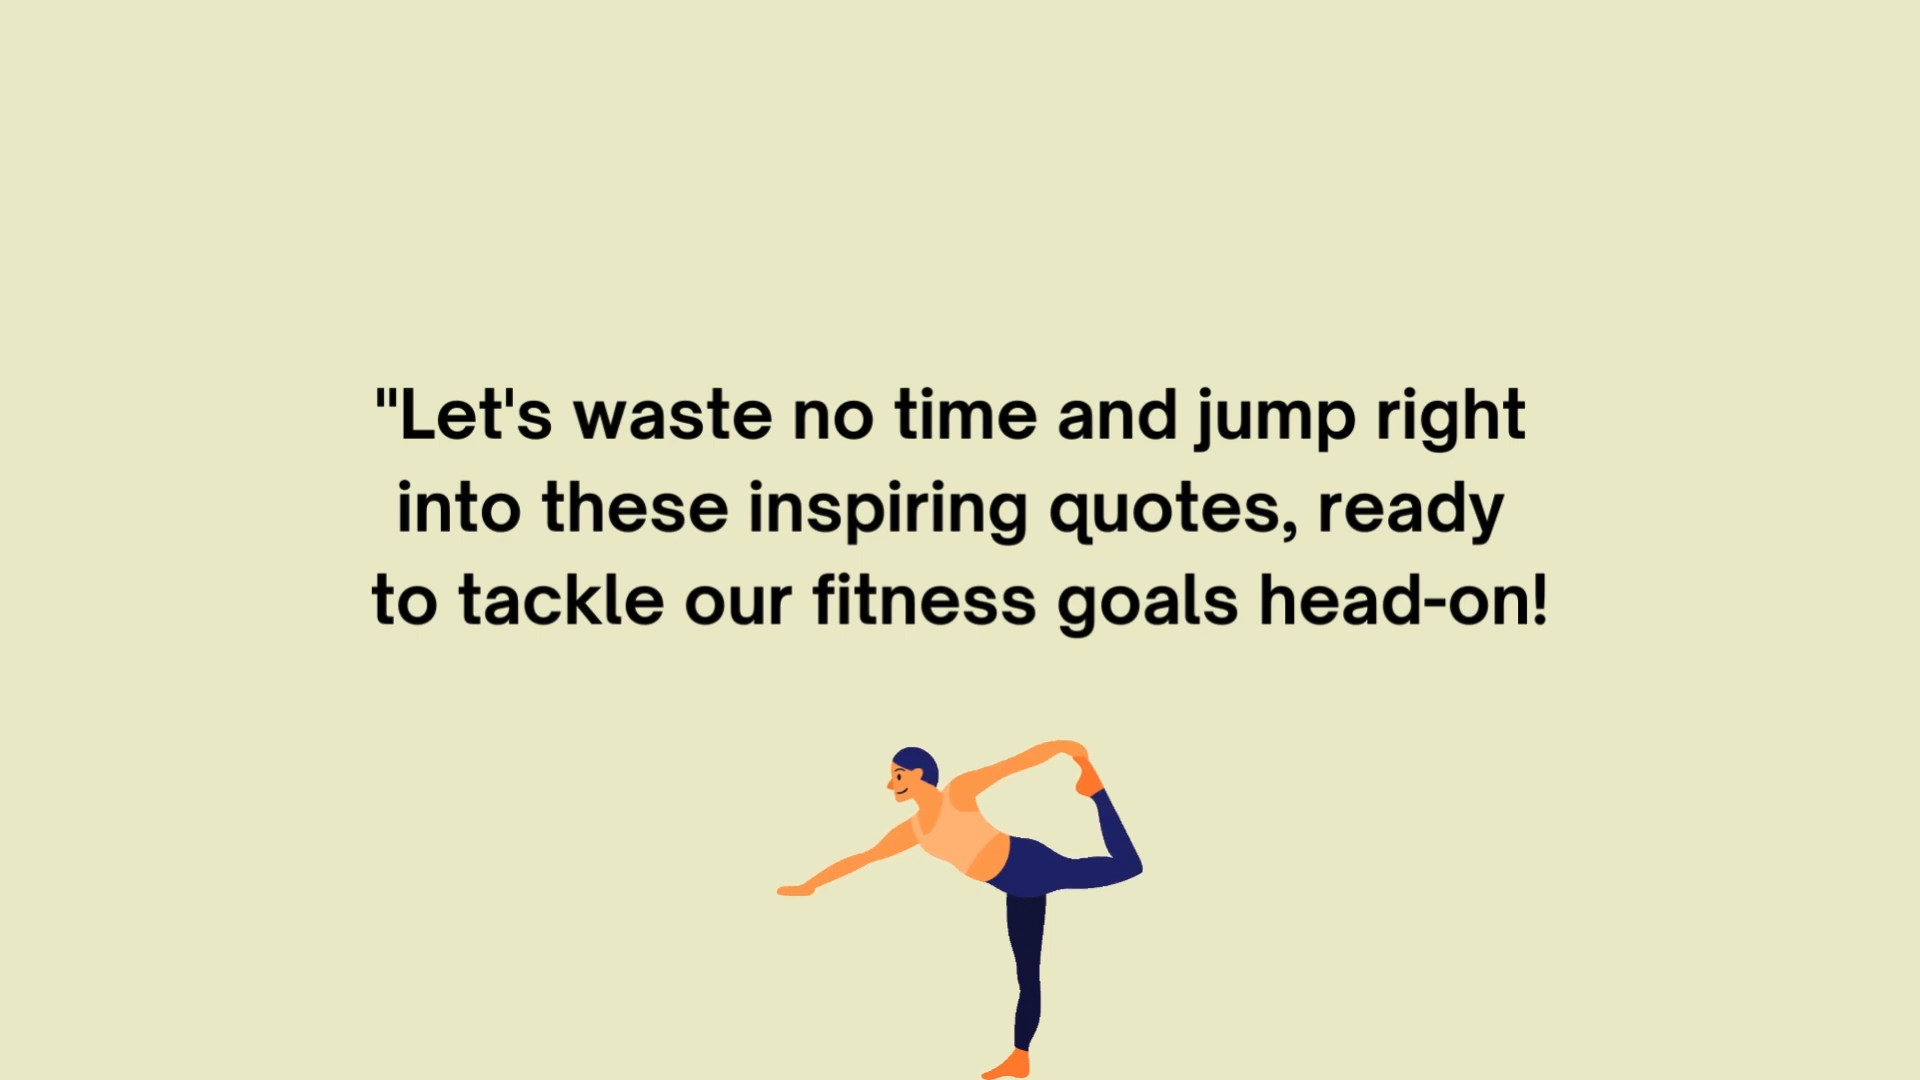 "Let's waste no time and jump right
into these inspiring quotes, ready
to tackle our fitness goals head-on!